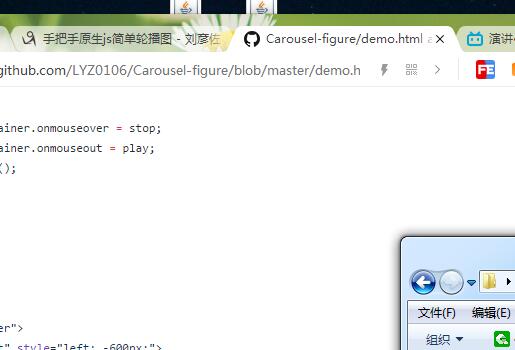 手把手原生js简单轮播图 - 刘彦佐
Carousel-figure/demo.html a
演讲
github.com/LYZ0106/Carousel-figure/blob/master/demo.h
FE
ainer.onmouseover = stop;
ainer.onmouseout = play;
();
er">
t" style="left: -600px;">
文件(F) 编辑(E)
组织